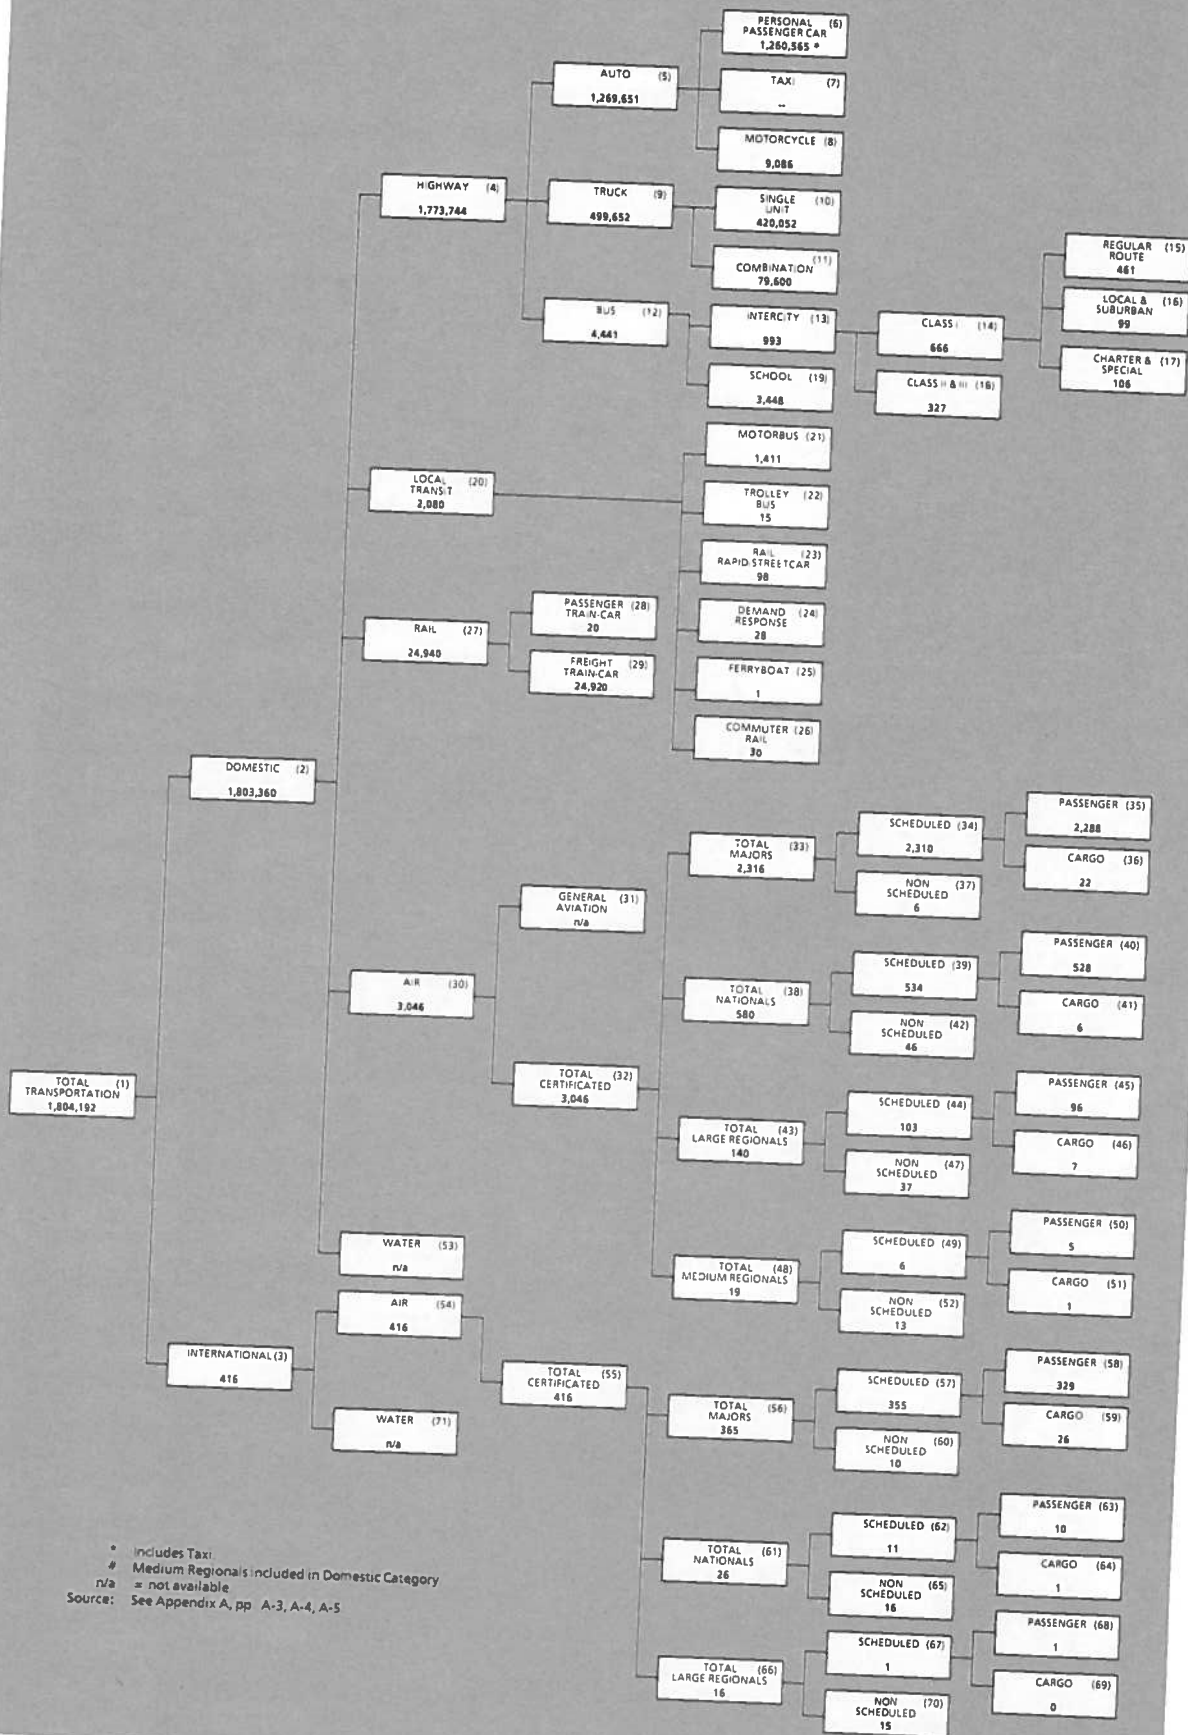 PERSONAL (6)
PASSENGER CAR
1,260,565 *
AUTO (5)
1,269,651
TAXI (7)
--
MOTORCYCLE (8)
9,086
HIGHWAY (4)
1,773,744
TRUCK (9)
499,652
SINGLE (10)
UNIT
420,052
(11)
COMBINATION
79,600
BUS (12)
4,441
INTERCITY (13)
993
CLASS I (14)
666
REGULAR (15)
ROUTE
461
LOCAL & (16)
SUBURBAN
99
CHARTER & (17)
SPECIAL
106
SCHOOL (19)
3,448
CLASS II & III (18)
327
LOCAL (20)
TRANSIT
2,080
MOTORBUS (21)
1,411
TROLLEY (22)
BUS
15
RAIL (23)
RAPID/STREETCAR
98
DEMAND (24)
RESPONSE
28
FERRYBOAT (25)
1
COMMUTER (26)
RAIL
30
RAIL (27)
24,940
PASSENGER (28)
TRAIN-CAR
20
FREIGHT (29)
TRAIN-CAR
24,920
DOMESTIC (2)
1,803,360
AIR (30)
3,046
GENERAL (31)
AVIATION
n/a
TOTAL (32)
CERTIFICATED
3,046
TOTAL (33)
MAJORS
2,316
SCHEDULED (34)
2,310
PASSENGER (35)
2,288
CARGO (36)
22
NON (37)
SCHEDULED
6
TOTAL (38)
NATIONALS
580
SCHEDULED (39)
534
PASSENGER (40)
528
CARGO (41)
6
NON (42)
SCHEDULED
46
TOTAL (1)
TRANSPORTATION
1,804,192
TOTAL (43)
LARGE REGIONALS
140
SCHEDULED (44)
103
PASSENGER (45)
96
CARGO (46)
7
NON (47)
SCHEDULED
37
TOTAL (48)
MEDIUM REGIONALS
19
SCHEDULED (49)
6
PASSENGER (50)
5
CARGO (51)
1
NON (52)
SCHEDULED
13
WATER (53)
n/a
INTERNATIONAL (3)
416
AIR (54)
416
WATER (71)
n/a
TOTAL (55)
CERTIFICATED
416
TOTAL (56)
MAJORS
365
SCHEDULED (57)
355
PASSENGER (58)
329
CARGO (59)
26
NON (60)
SCHEDULED
10
TOTAL (61)
NATIONALS
26
SCHEDULED (62)
11
PASSENGER (63)
10
CARGO (64)
1
NON (65)
SCHEDULED
16
TOTAL (66)
LARGE REGIONALS
16
SCHEDULED (67)
1
PASSENGER (68)
1
CARGO (69)
0
NON (70)
SCHEDULED
15
* Includes Taxi
# Medium Regionals included in Domestic Category
n/a = not available
Source: See Appendix A, pp A-3, A-4, A-5